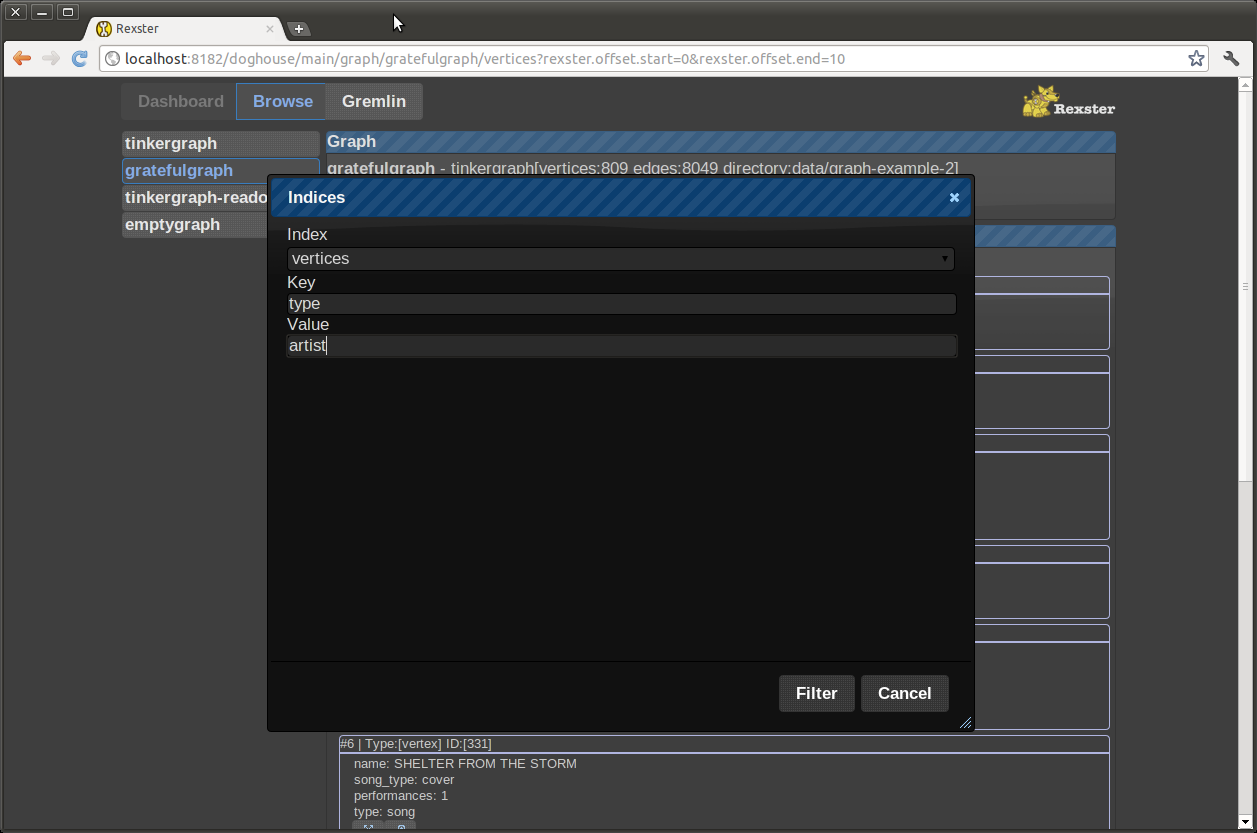 Rexster
localhost:8182/doghouse/main/graph/gratefulgraph/vertices?rexster.offset.start=0&rexster.offset.end=10
Dashboard Browse Gremlin Rexster
tinkergraph
gratefulgraph
tinkergraph-reado
emptygraph
Graph
gratefulgraph - tinkergraph[vertices:809 edges:8049 directory:data/graph-example-2]
Indices
Index
vertices
Key
type
Value
artist
Filter Cancel
#6 | Type:[vertex] ID:[331]
name: SHELTER FROM THE STORM
song_type: cover
performances: 1
type: song